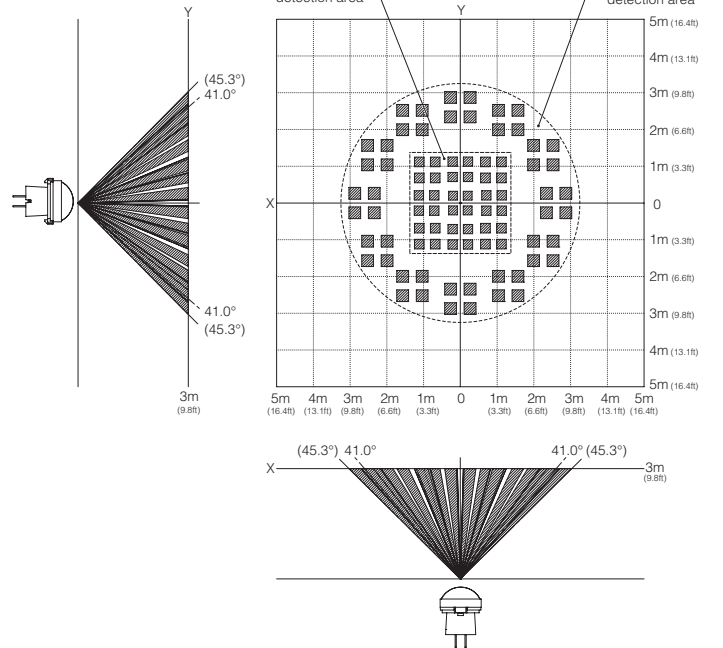 detection area
detection area
Y
Y
(45.3°)
41.0°
41.0°
(45.3°)
3m
(9.8ft)
5m (16.4ft)
4m (13.1ft)
3m (9.8ft)
2m (6.6ft)
1m (3.3ft)
X
0
1m (3.3ft)
2m (6.6ft)
3m (9.8ft)
4m (13.1ft)
5m (16.4ft)
5m 4m 3m 2m 1m 0 1m 2m 3m 4m 5m
(16.4ft) (13.1ft) (9.8ft) (6.6ft) (3.3ft) (3.3ft) (6.6ft) (9.8ft) (13.1ft) (16.4ft)
(45.3°) 41.0° 41.0° (45.3°)
X 3m
(9.8ft)